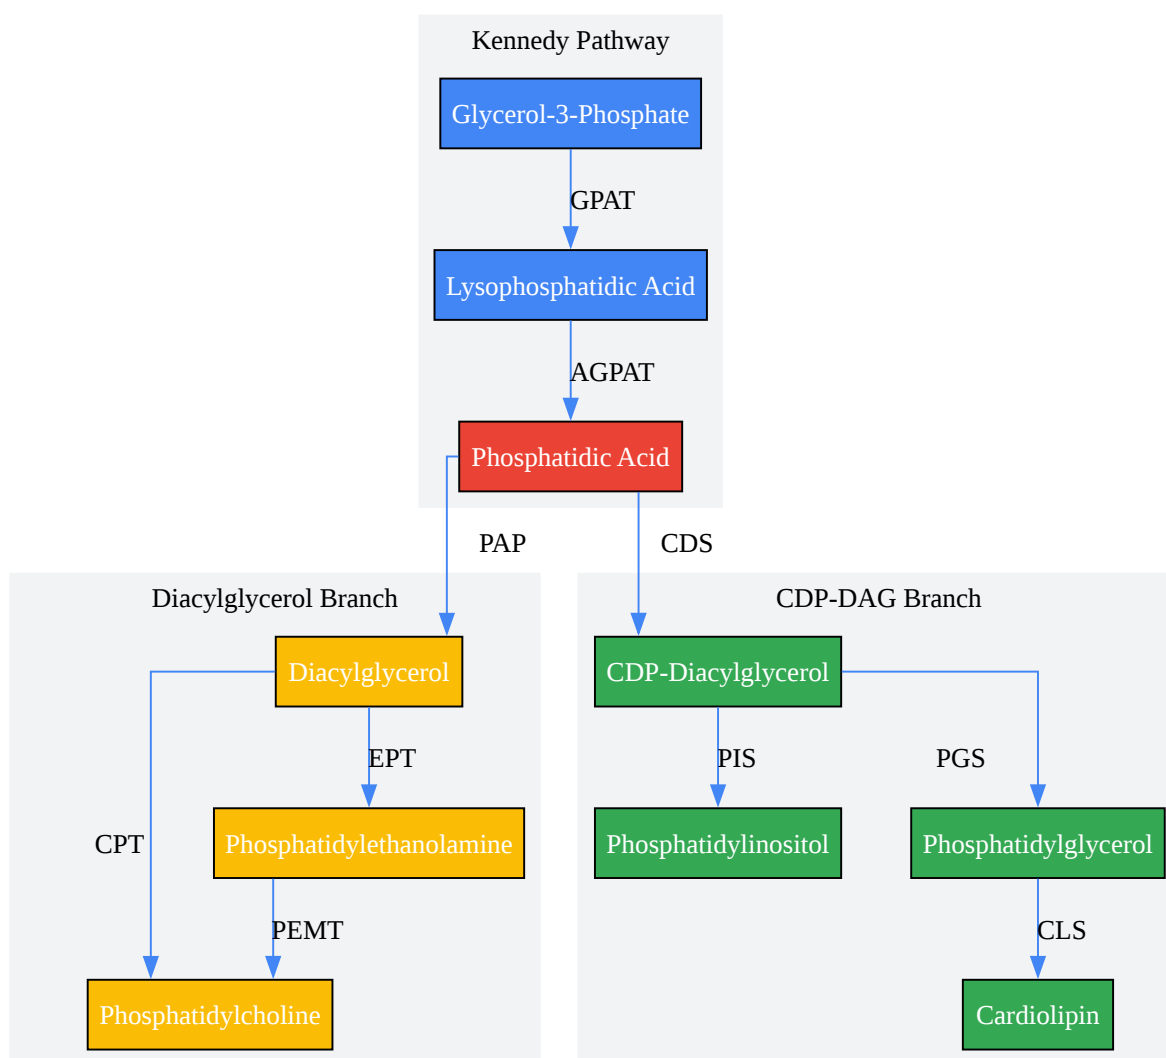 Kennedy Pathway
Glycerol-3-Phosphate
GPAT
Lysophosphatidic Acid
AGPAT
Phosphatidic Acid
PAP
CDS
Diacylglycerol Branch
Diacylglycerol
EPT
Phosphatidylethanolamine
CPT
PEMT
Phosphatidylcholine
CDP-DAG Branch
CDP-Diacylglycerol
PIS
PGS
Phosphatidylinositol
Phosphatidylglycerol
CLS
Cardiolipin